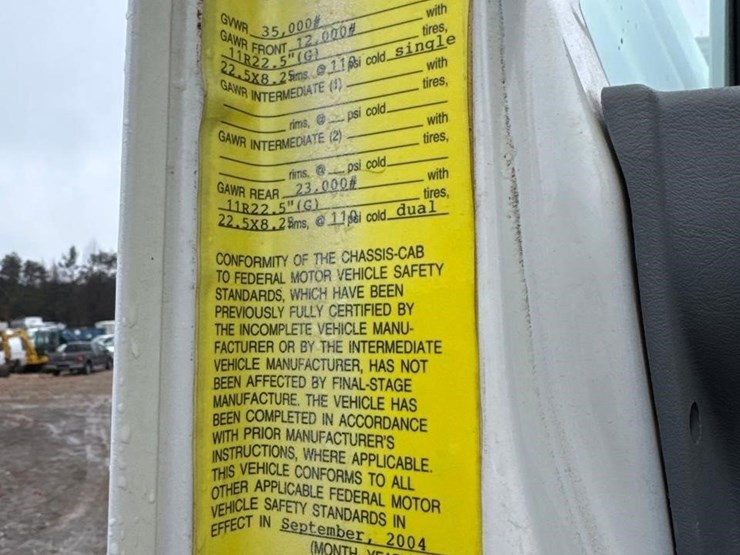 GVWR 35,000#
GAWR FRONT 12,000# with
11R22.5"(G) tires,
22.5X8.25 rims, @ 110 psi cold single
GAWR INTERMEDIATE (1) with
tires,
rims, @ psi cold
GAWR INTERMEDIATE (2) with
tires,
rims, @ psi cold
GAWR REAR 23,000# with
11R22.5"(G) tires,
22.5X8.25 rims, @ 110 psi cold dual
CONFORMITY OF THE CHASSIS-CAB
TO FEDERAL MOTOR VEHICLE SAFETY
STANDARDS, WHICH HAVE BEEN
PREVIOUSLY FULLY CERTIFIED BY
THE INCOMPLETE VEHICLE MANU-
FACTURER OR BY THE INTERMEDIATE
VEHICLE MANUFACTURER, HAS NOT
BEEN AFFECTED BY FINAL-STAGE
MANUFACTURE. THE VEHICLE HAS
BEEN COMPLETED IN ACCORDANCE
WITH PRIOR MANUFACTURER'S
INSTRUCTIONS, WHERE APPLICABLE.
THIS VEHICLE CONFORMS TO ALL
OTHER APPLICABLE FEDERAL MOTOR
VEHICLE SAFETY STANDARDS IN
EFFECT IN September, 2004
(MONTH